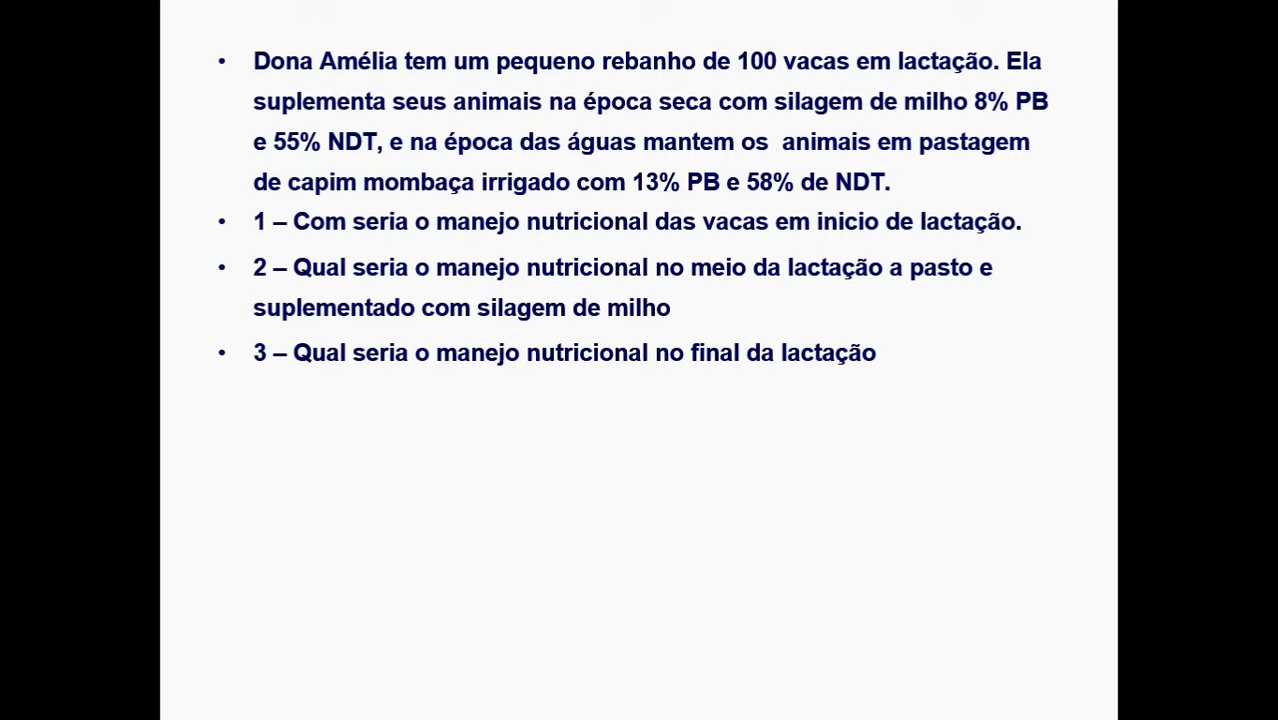 • Dona Amélia tem um pequeno rebanho de 100 vacas em lactação. Ela
suplementa seus animais na época seca com silagem de milho 8% PB
e 55% NDT, e na época das águas mantem os  animais em pastagem
de capim mombaça irrigado com 13% PB e 58% de NDT.
• 1 – Com seria o manejo nutricional das vacas em inicio de lactação.
• 2 – Qual seria o manejo nutricional no meio da lactação a pasto e
suplementado com silagem de milho
• 3 – Qual seria o manejo nutricional no final da lactação